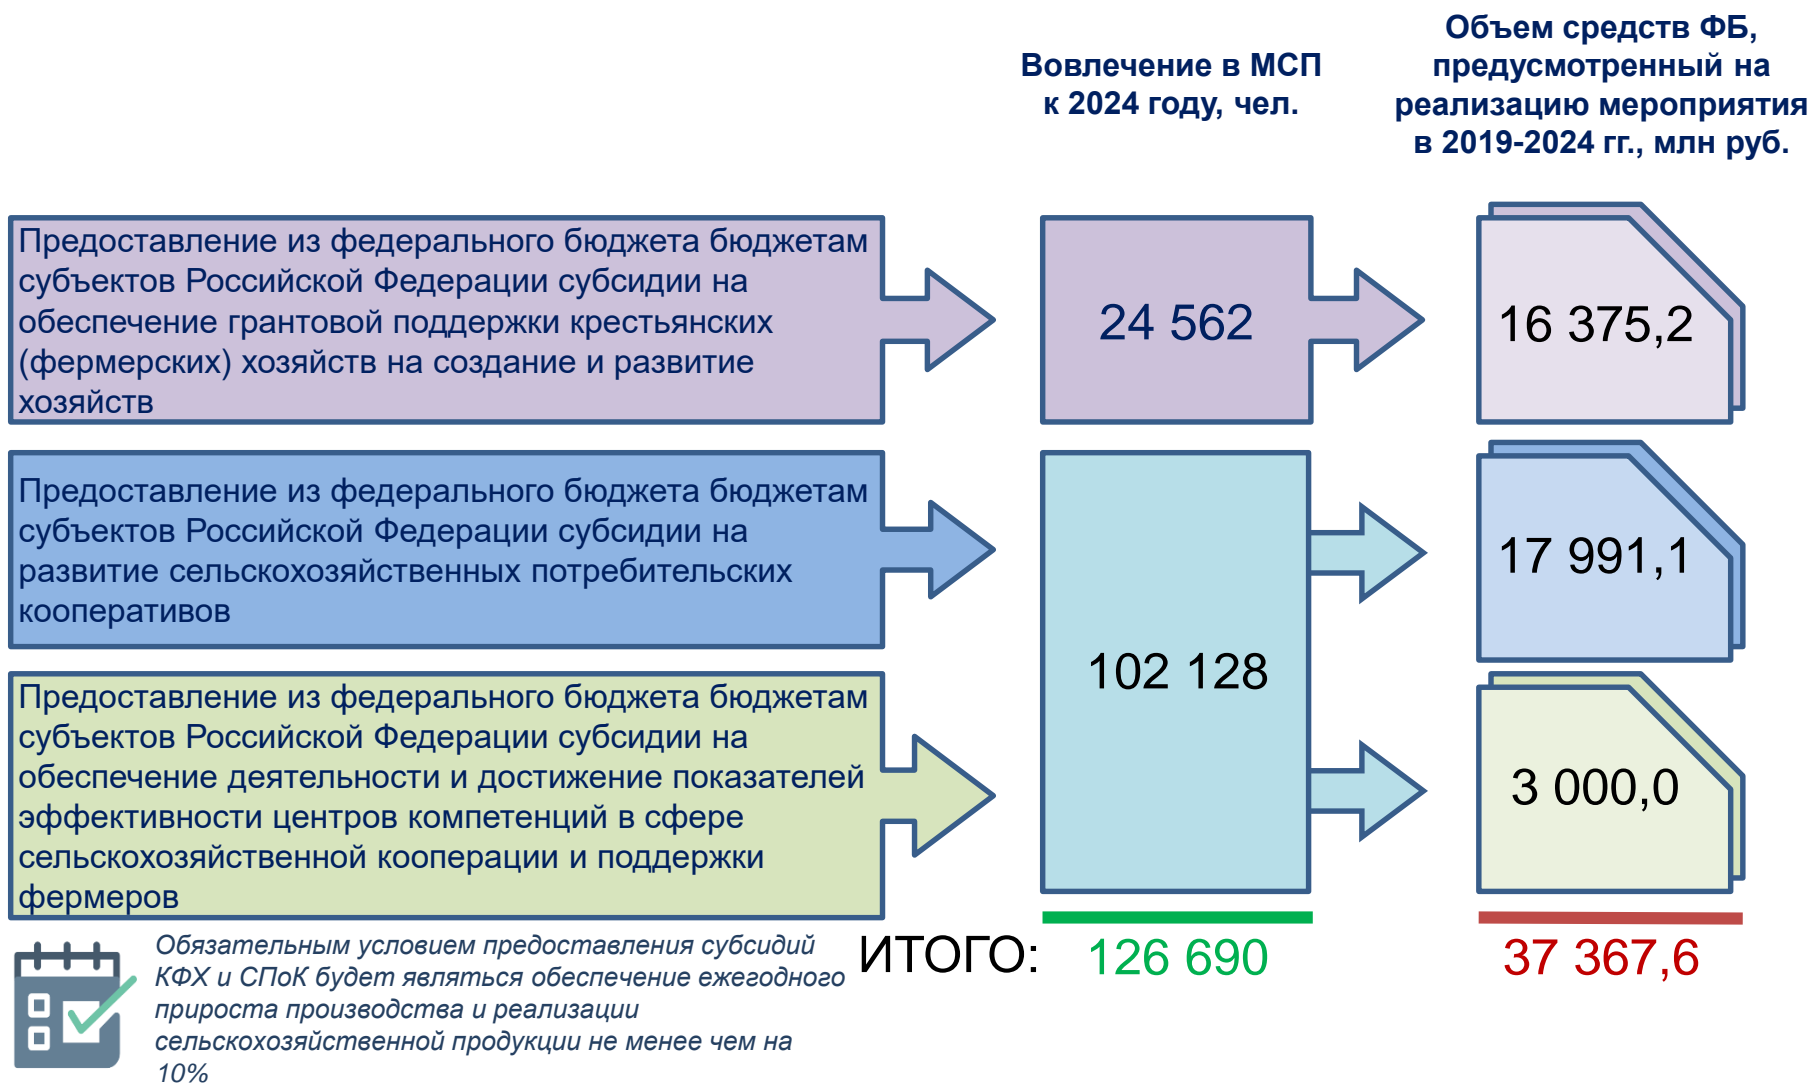 Вовлечение в МСП
к 2024 году, чел.
Объем средств ФБ,
предусмотренный на
реализацию мероприятия
в 2019-2024 гг., млн руб.
Предоставление из федерального бюджета бюджетам
субъектов Российской Федерации субсидии на
обеспечение грантовой поддержки крестьянских
(фермерских) хозяйств на создание и развитие
хозяйств
24 562
16 375,2
Предоставление из федерального бюджета бюджетам
субъектов Российской Федерации субсидии на
развитие сельскохозяйственных потребительских
кооперативов
17 991,1
102 128
Предоставление из федерального бюджета бюджетам
субъектов Российской Федерации субсидии на
обеспечение деятельности и достижение показателей
эффективности центров компетенций в сфере
сельскохозяйственной кооперации и поддержки
фермеров
3 000,0
ИТОГО:
126 690
37 367,6
Обязательным условием предоставления субсидий
КФХ и СПоК будет являться обеспечение ежегодного
прироста производства и реализации
сельскохозяйственной продукции не менее чем на
10%